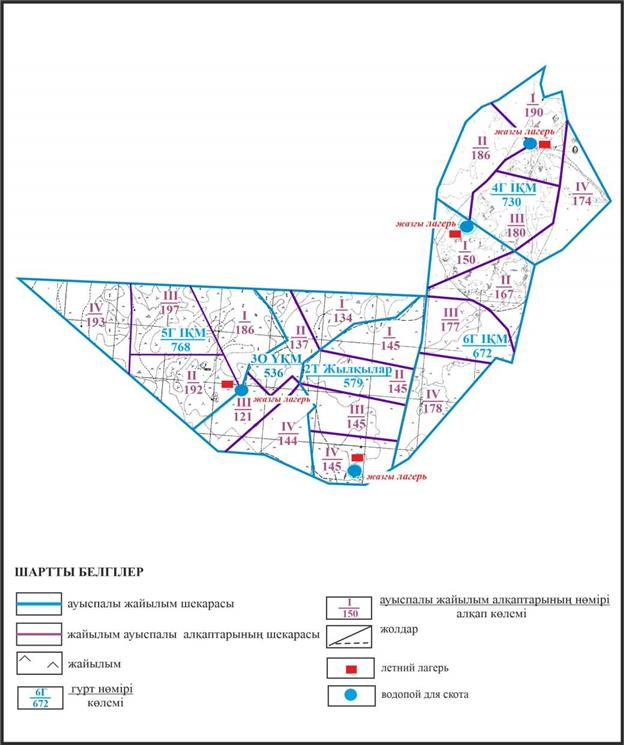 I
190
жазғы лагерь
II
186
IV
174
4Г ІҚМ
730
жазғы лагерь
III
180
I
150
II
167
IV
193
III
197
I
186
I
134
II
137
I
145
III
177
5Г ІҚМ
768
6Г ІҚМ
672
3О ҮҚМ
536
2Т Жылқылар
579
II
145
II
192
IV
178
III
121
жазғы лагерь
III
145
IV
144
IV
145
жазғы лагерь
ШАРТТЫ БЕЛГІЛЕР
ауыспалы жайылым шекарасы
жайылым ауыспалы алқаптарының шекарасы
жайылым
6Г
672
гурт нөмірі
көлемі
I
150
ауыспалы жайылым алқаптарының нөмірі
алқап көлемі
жолдар
летний лагерь
водопой для скота